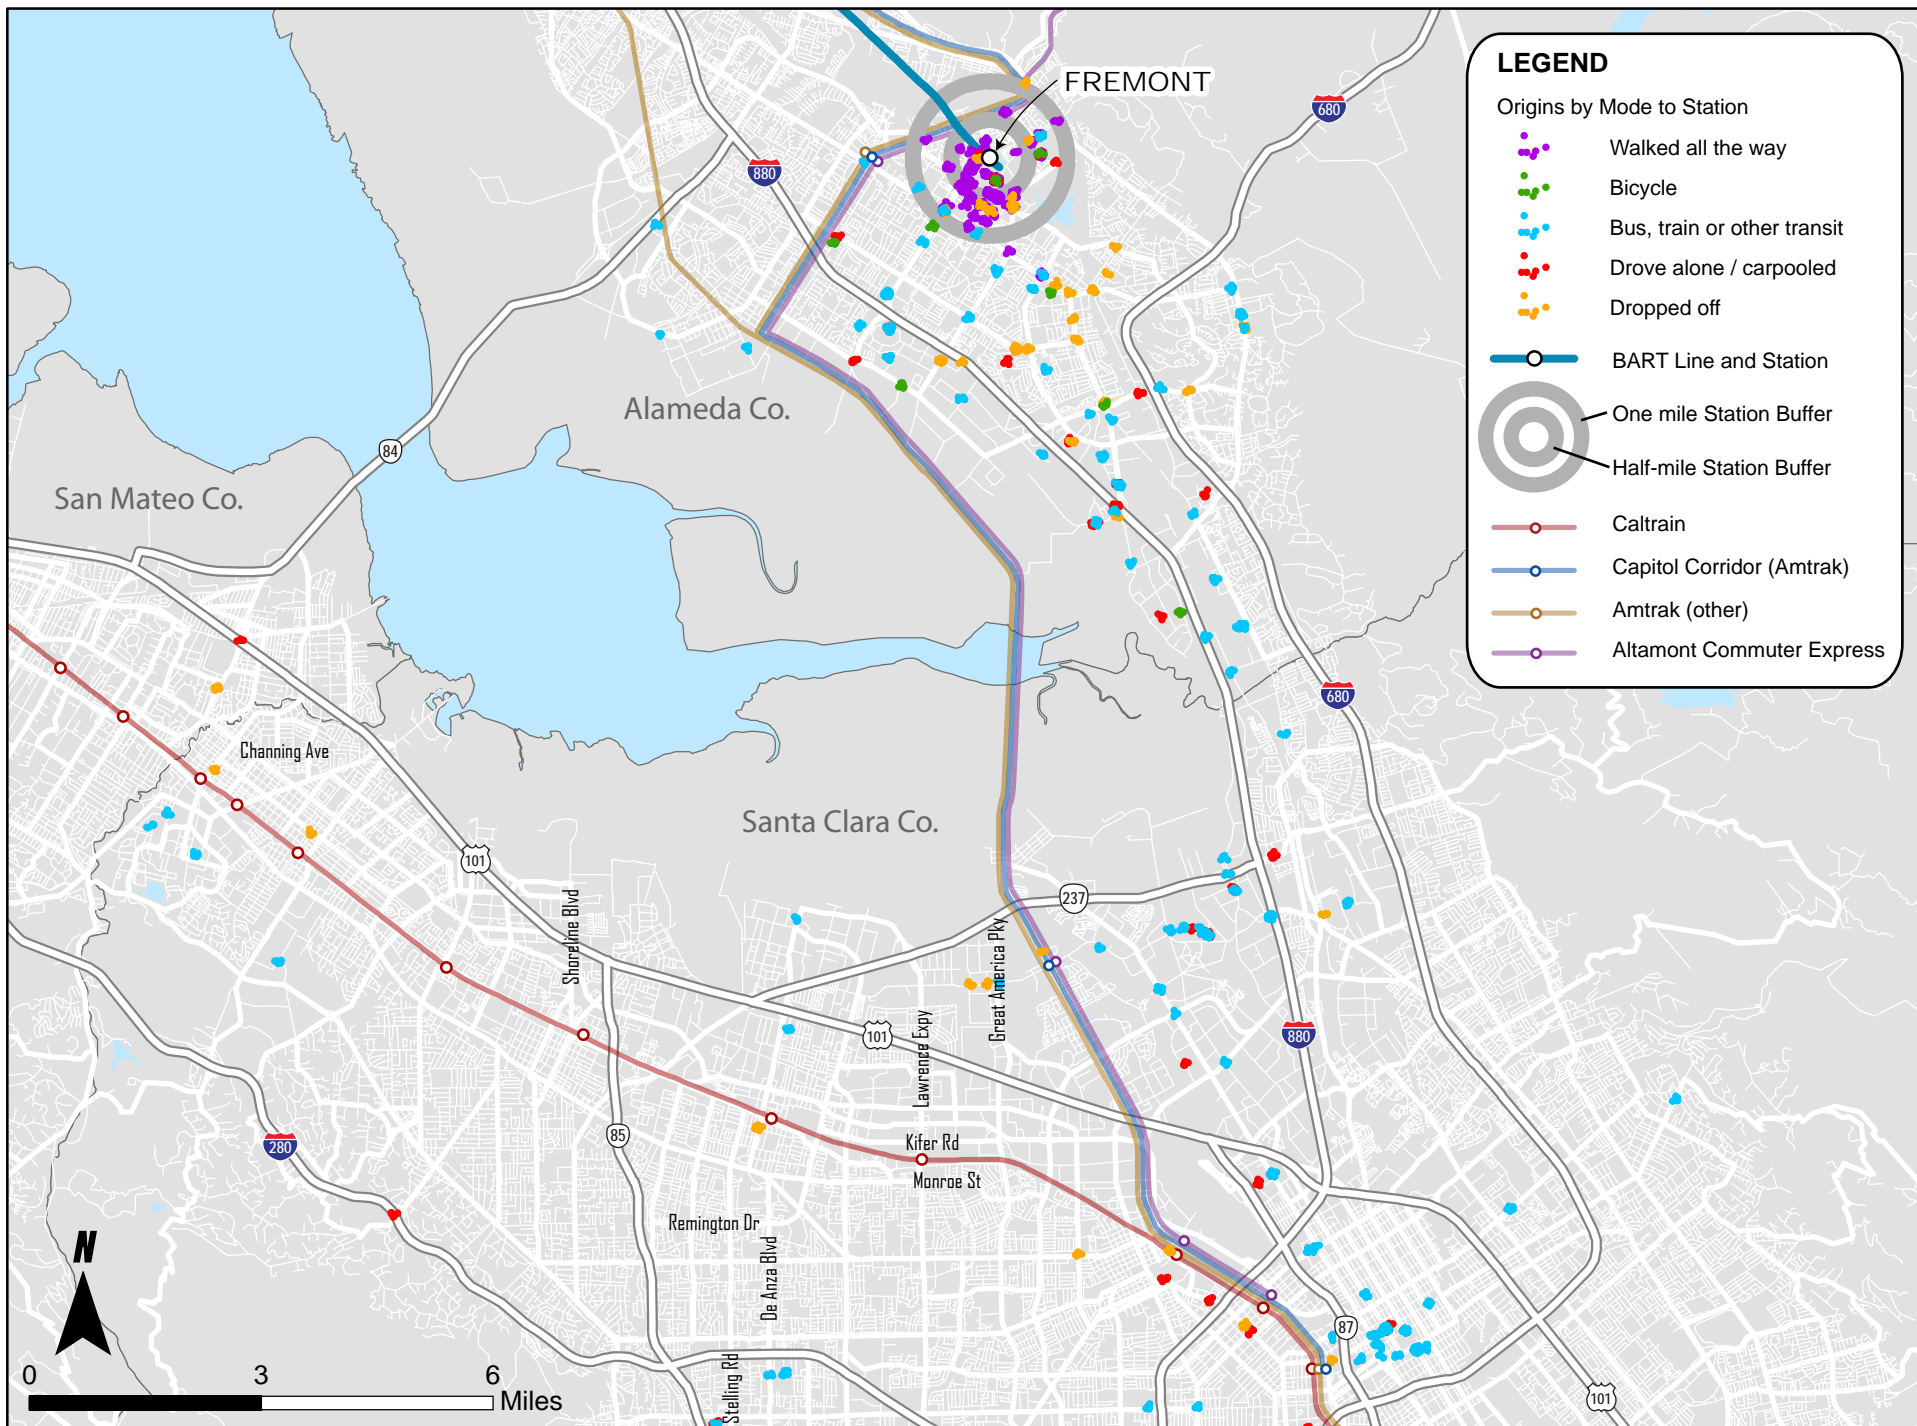 FREMONT
680
880
Alameda Co.
84
San Mateo Co.
680
Channing Ave
Santa Clara Co.
101
237
Shoreline Blvd
Great America Pky
Lawrence Expy
101
880
85
280
Kifer Rd
Monroe St
Remington Dr
De Anza Blvd
Stelling Rd
87
101
N
0 3 6 Miles
LEGEND
Origins by Mode to Station
Walked all the way
Bicycle
Bus, train or other transit
Drove alone / carpooled
Dropped off
BART Line and Station
One mile Station Buffer
Half-mile Station Buffer
Caltrain
Capitol Corridor (Amtrak)
Amtrak (other)
Altamont Commuter Express